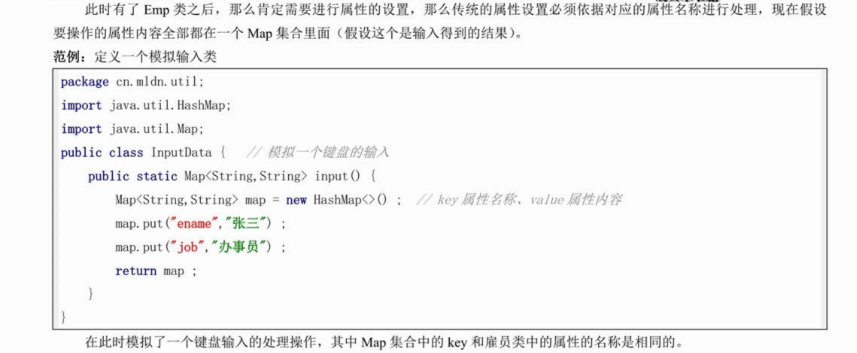 此时有了 Emp 类之后，那么肯定需要进行属性的设置，那么传统的属性设置必须依据对应的属性名称进行处理，现在假设
要操作的属性内容全部都在一个 Map 集合里面（假设这个是输入得到的结果）。
范例：定义一个模拟输入类
package cn.mldn.util;
import java.util.HashMap;
import java.util.Map;
public class InputData {  // 模拟一个键盘的输入
    public static Map<String,String> input() {
        Map<String,String> map = new HashMap<>() ;  // key 属性名称、value 属性内容
        map.put("ename","张三") ;
        map.put("job","办事员") ;
        return map ;
    }
}
在此时模拟了一个键盘输入的处理操作，其中 Map 集合中的 key 和雇员类中的属性的名称是相同的。